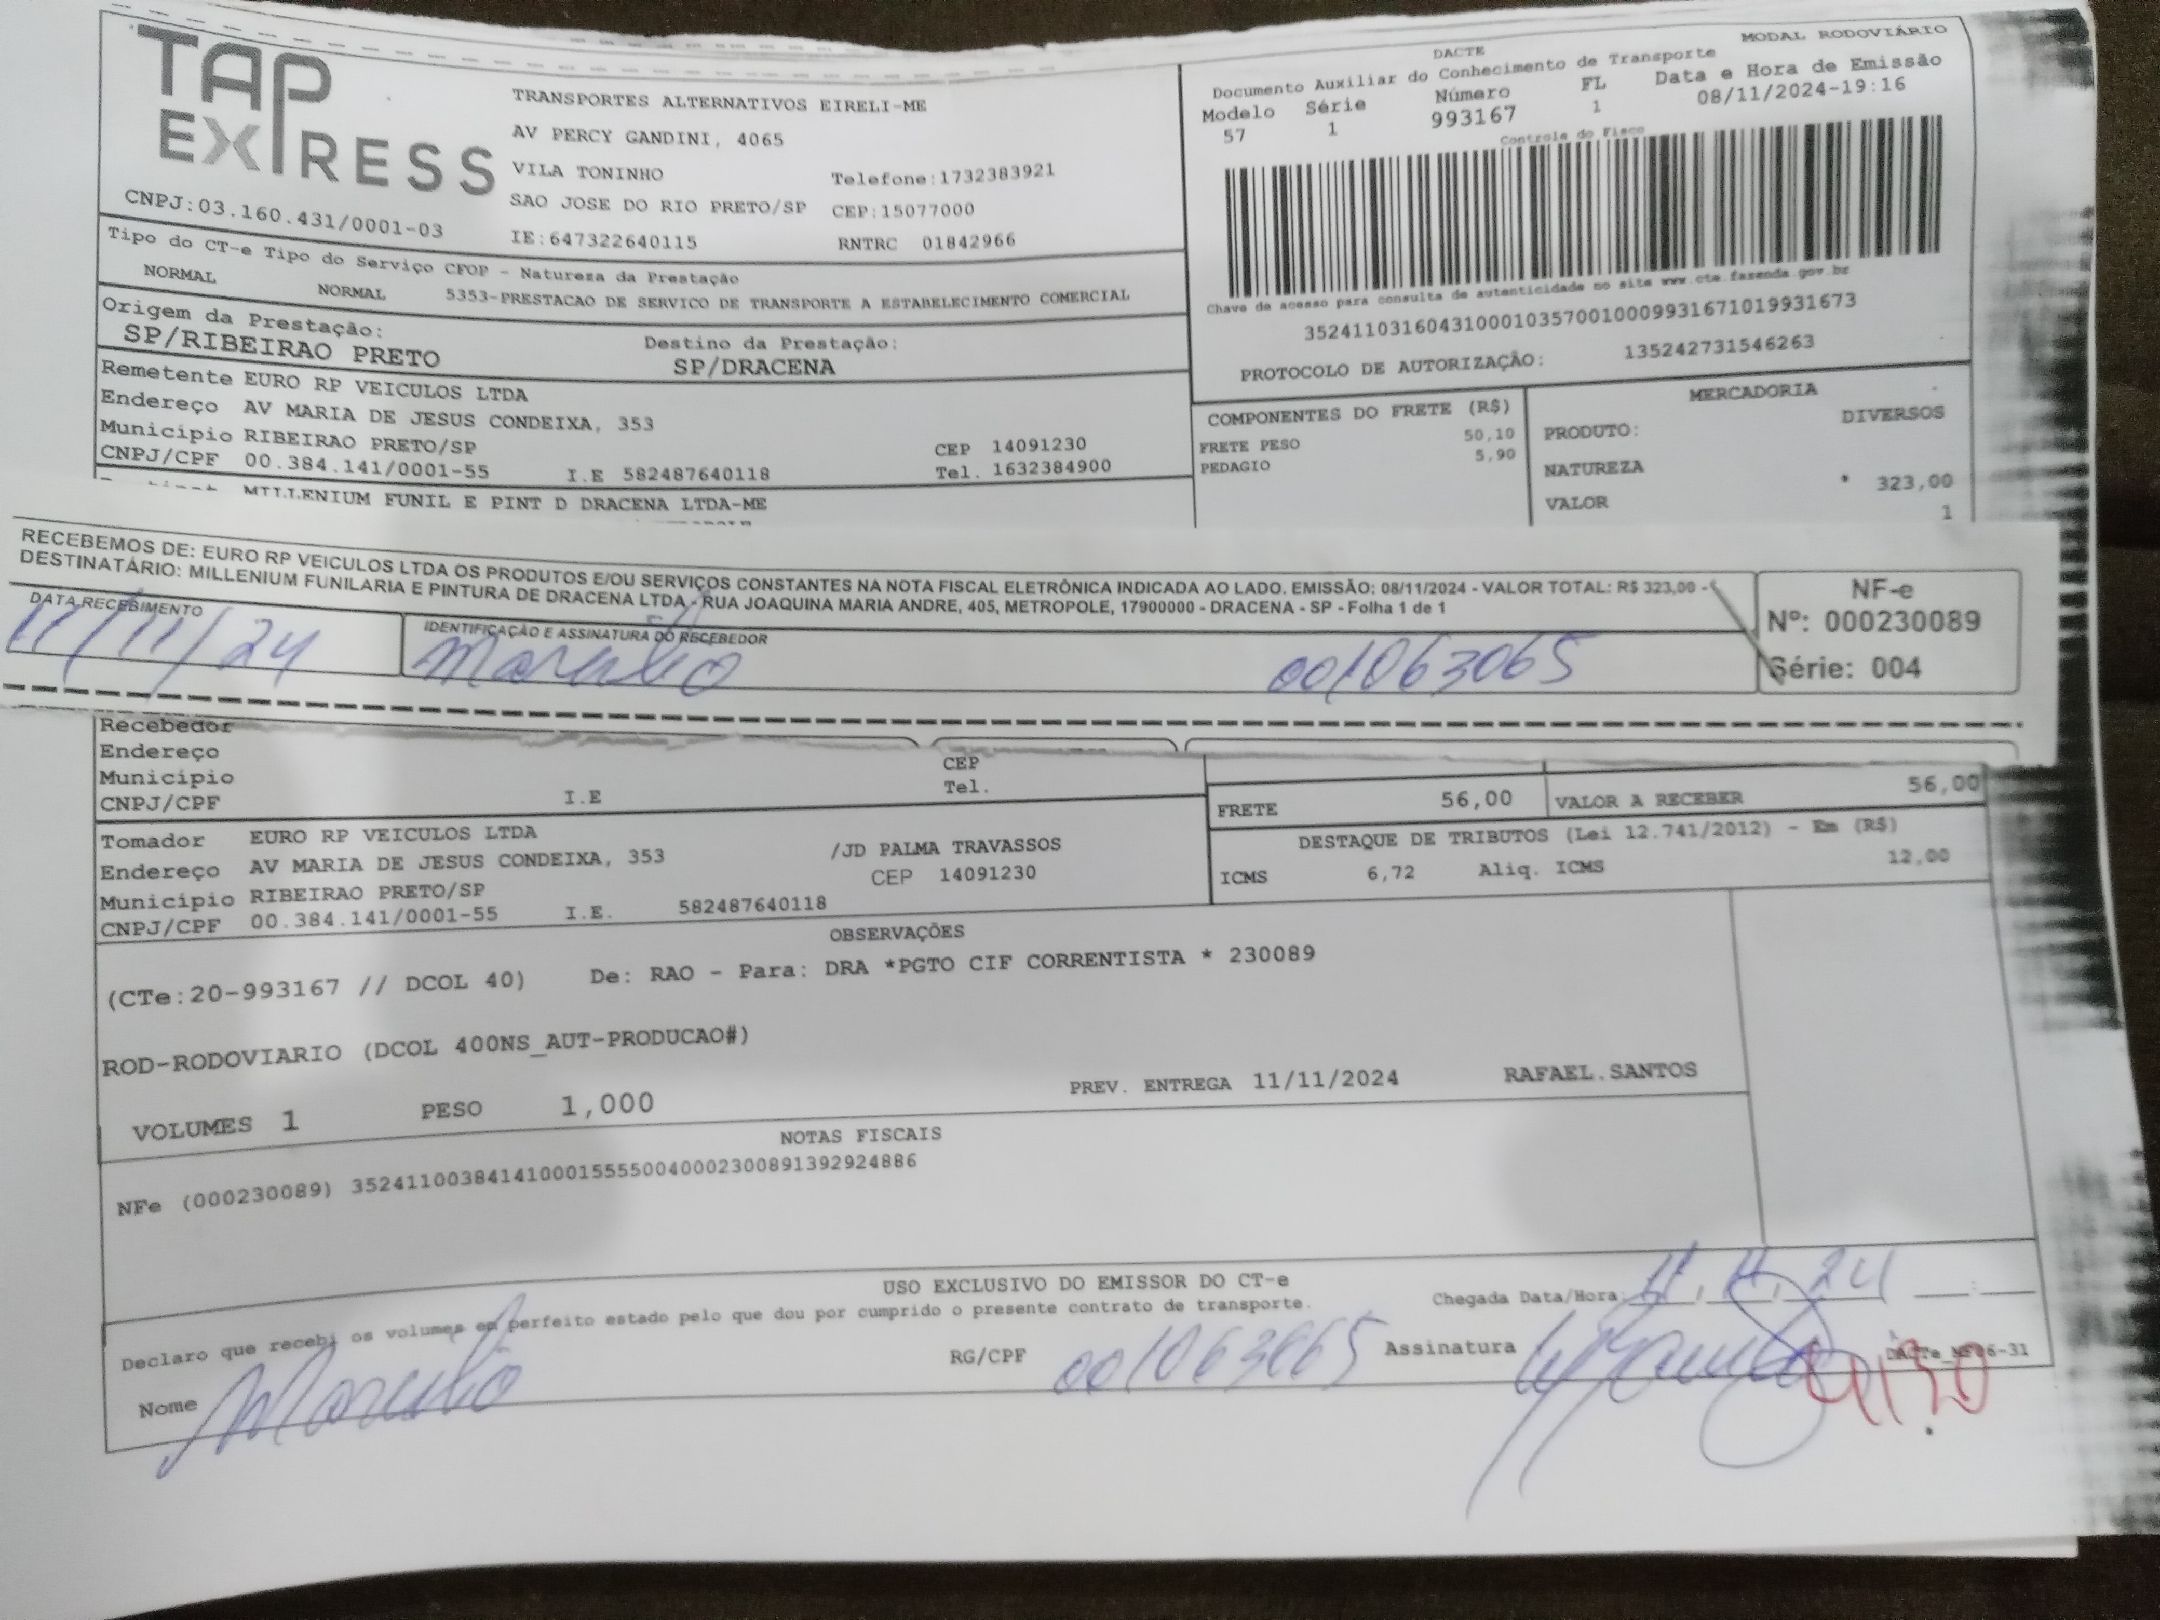 TAP
EXPRESS
CNPJ:03.160.431/0001-03
TRANSPORTES ALTERNATIVOS EIRELI-ME
AV PERCY GANDINI, 4065
VILA TONINHO Telefone:1732383921
SAO JOSE DO RIO PRETO/SP CEP:15077000
IE:647322640115 RNTRC 01842966
MODAL RODOVIÁRIO
DACTE
Documento Auxiliar do Conhecimento de Transporte
Modelo Série Número FL Data e Hora de Emissão
57 1 993167 1 08/11/2024-19:16
Controle do Fisco
Chave de acesso para consulta de autenticidade no site www.cte.fazenda.gov.br
35241103160431000103570010009931671019931673
PROTOCOLO DE AUTORIZAÇÃO: 135242731546263
Tipo do CT-e Tipo do Serviço CFOP - Natureza da Prestação
NORMAL NORMAL 5353-PRESTACAO DE SERVICO DE TRANSPORTE A ESTABELECIMENTO COMERCIAL
Origem da Prestação: Destino da Prestação:
SP/RIBEIRAO PRETO SP/DRACENA
Remetente EURO RP VEICULOS LTDA
Endereço AV MARIA DE JESUS CONDEIXA, 353
Município RIBEIRAO PRETO/SP CEP 14091230
CNPJ/CPF 00.384.141/0001-55 I.E 582487640118 Tel. 1632384900
MILLENIUM FUNIL E PINT D DRACENA LTDA-ME
COMPONENTES DO FRETE (R$)
FRETE PESO 50,10
PEDAGIO 5,90
MERCADORIA
PRODUTO: DIVERSOS
NATUREZA
VALOR * 323,00
1
RECEBEMOS DE: EURO RP VEICULOS LTDA OS PRODUTOS E/OU SERVIÇOS CONSTANTES NA NOTA FISCAL ELETRÔNICA INDICADA AO LADO. EMISSÃO: 08/11/2024 - VALOR TOTAL: R$ 323,00 -
DESTINATÁRIO: MILLENIUM FUNILARIA E PINTURA DE DRACENA LTDA - RUA JOAQUINA MARIA ANDRE, 405, METROPOLE, 17900000 - DRACENA - SP - Folha 1 de 1
DATA RECEBIMENTO IDENTIFICAÇÃO E ASSINATURA DO RECEBEDOR
11/11/24 001063065
NF-e
Nº: 000230089
Série: 004
Recebedor
Endereço CEP
Município Tel.
CNPJ/CPF I.E
FRETE 56,00 VALOR A RECEBER 56,00
Tomador EURO RP VEICULOS LTDA
Endereço AV MARIA DE JESUS CONDEIXA, 353 /JD PALMA TRAVASSOS
Município RIBEIRAO PRETO/SP CEP 14091230
CNPJ/CPF 00.384.141/0001-55 I.E. 582487640118
DESTAQUE DE TRIBUTOS (Lei 12.741/2012) - Em (R$)
ICMS 6,72 Aliq. ICMS 12,00
OBSERVAÇÕES
(CTe:20-993167 // DCOL 40) De: RAO - Para: DRA *PGTO CIF CORRENTISTA * 230089
ROD-RODOVIARIO (DCOL 400NS_AUT-PRODUCAO#)
VOLUMES 1 PESO 1,000 PREV. ENTREGA 11/11/2024 RAFAEL.SANTOS
NOTAS FISCAIS
NFe (000230089) 35241100384141000155550040002300891392924886
USO EXCLUSIVO DO EMISSOR DO CT-e
Declaro que recebi os volumes em perfeito estado pelo que dou por cumprido o presente contrato de transporte. Chegada Data/Hora: 11,11,24 :
Nome RG/CPF 001063065 Assinatura